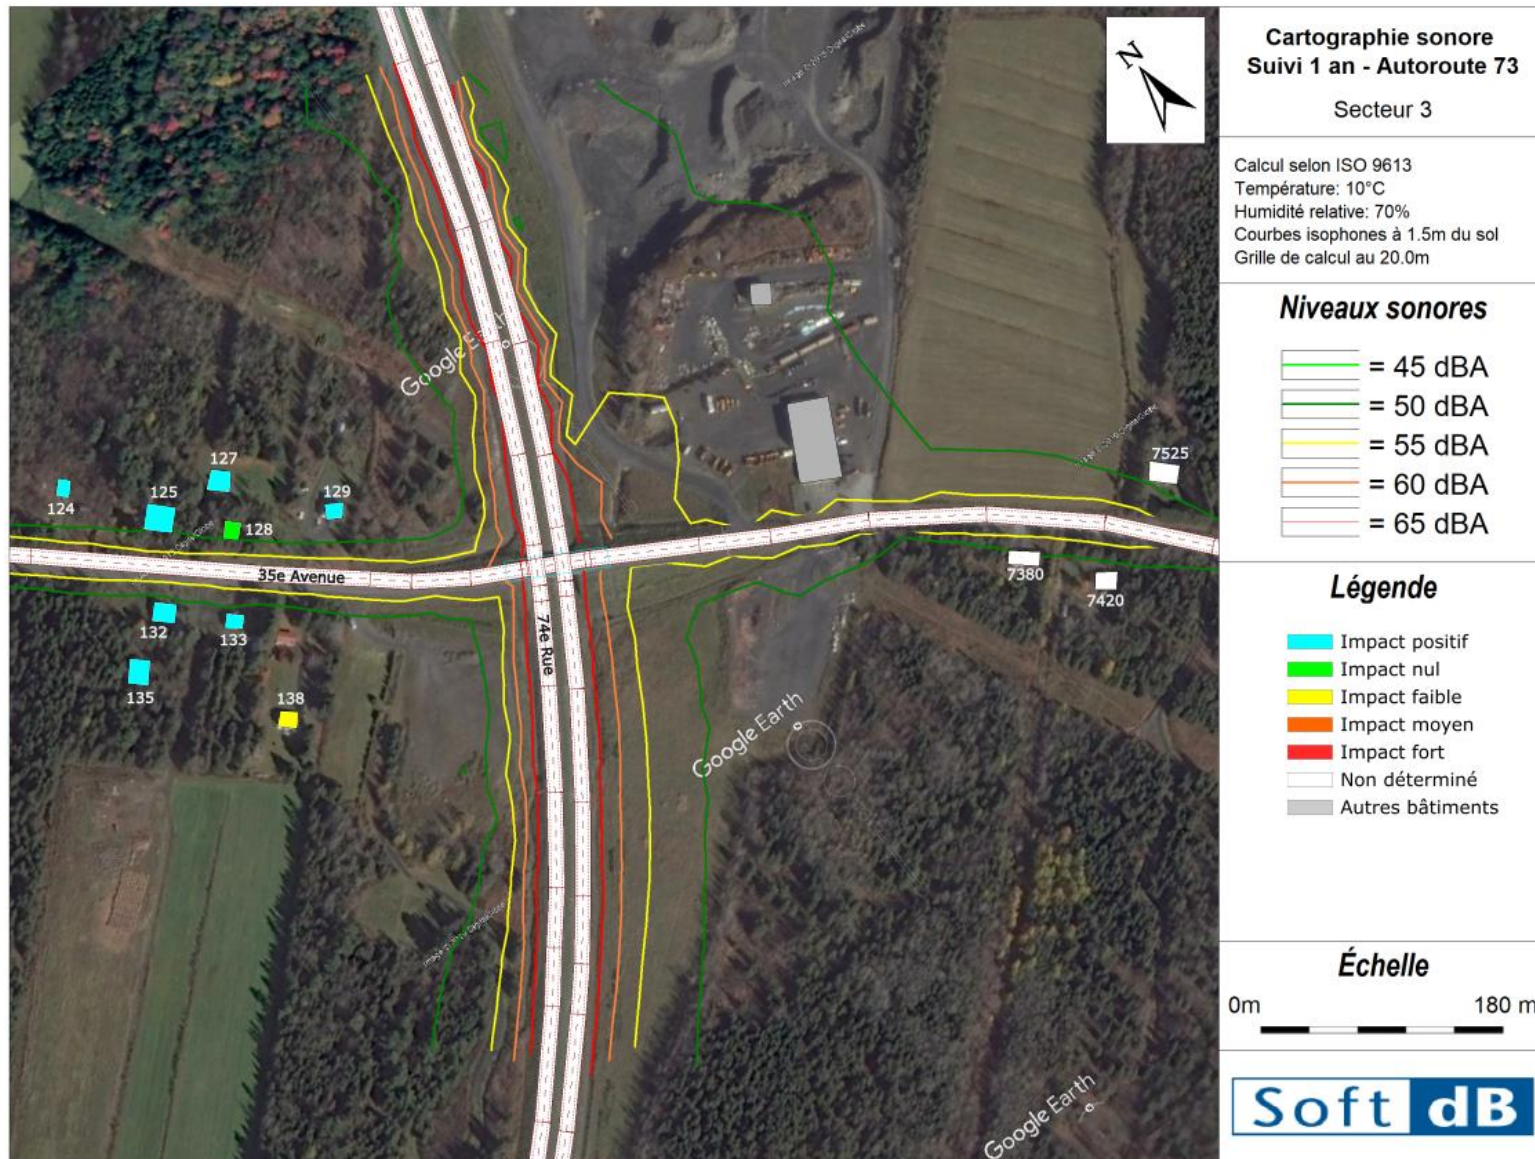 Cartographie sonore
Suivi 1 an - Autoroute 73
Secteur 3
Calcul selon ISO 9613
Température: 10°C
Humidité relative: 70%
Courbes isophones à 1.5m du sol
Grille de calcul au 20.0m
Niveaux sonores
= 45 dBA
= 50 dBA
= 55 dBA
= 60 dBA
= 65 dBA
Légende
Impact positif
Impact nul
Impact faible
Impact moyen
Impact fort
Non déterminé
Autres bâtiments
Échelle
0m 180 m
Soft dB
N
Google Earth
7525
127
125
129
124
128
35e Avenue
7380
7420
132
133
74e Rue
135
138
Google Earth
Google Earth